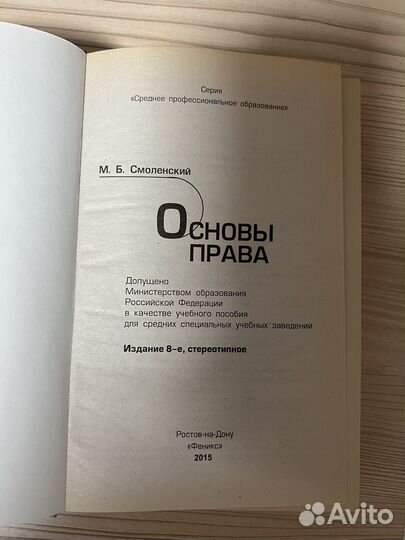 Серия
«Среднее профессиональное образование»
М. Б. Смоленский
Основы
ПРАВА
Допущено
Министерством образования
Российской Федерации
в качестве учебного пособия
для средних специальных учебных заведений
Издание 8-е, стереотипное
Ростов-на-Дону
«Феникс»
2015
Avito